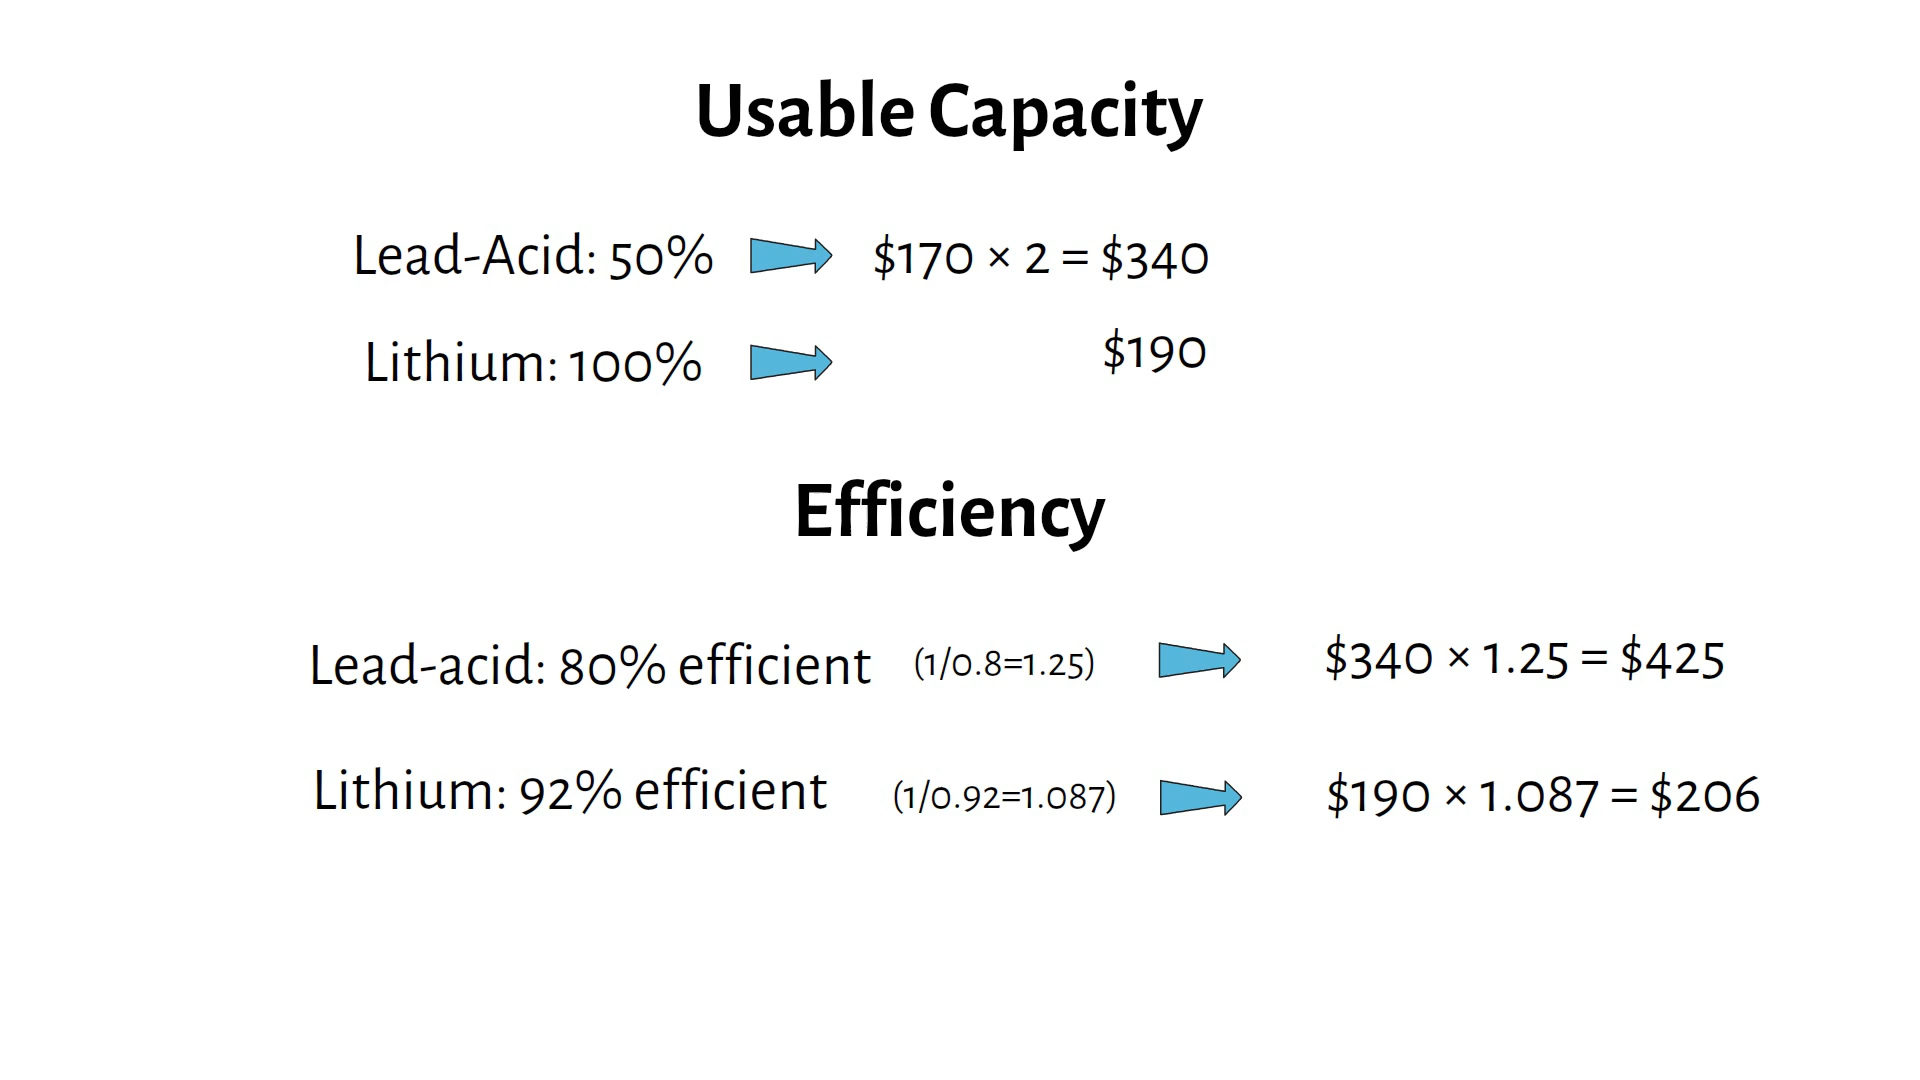 Usable Capacity
Lead-Acid: 50% $170 × 2 = $340
Lithium: 100% $190
Efficiency
Lead-acid: 80% efficient (1/0.8=1.25) $340 × 1.25 = $425
Lithium: 92% efficient (1/0.92=1.087) $190 × 1.087 = $206